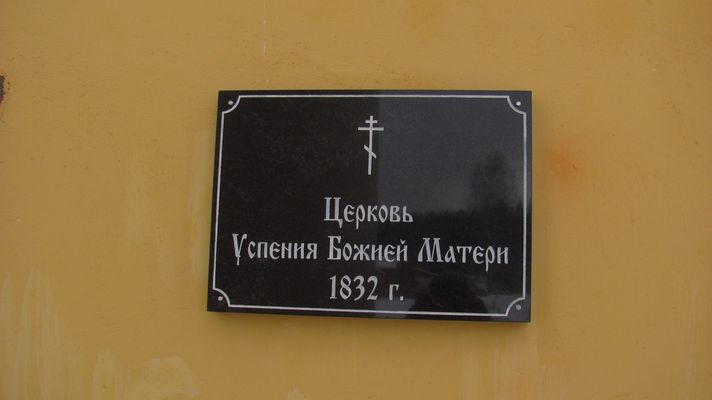 Церковь
Успения Божией Матери
1832 г.